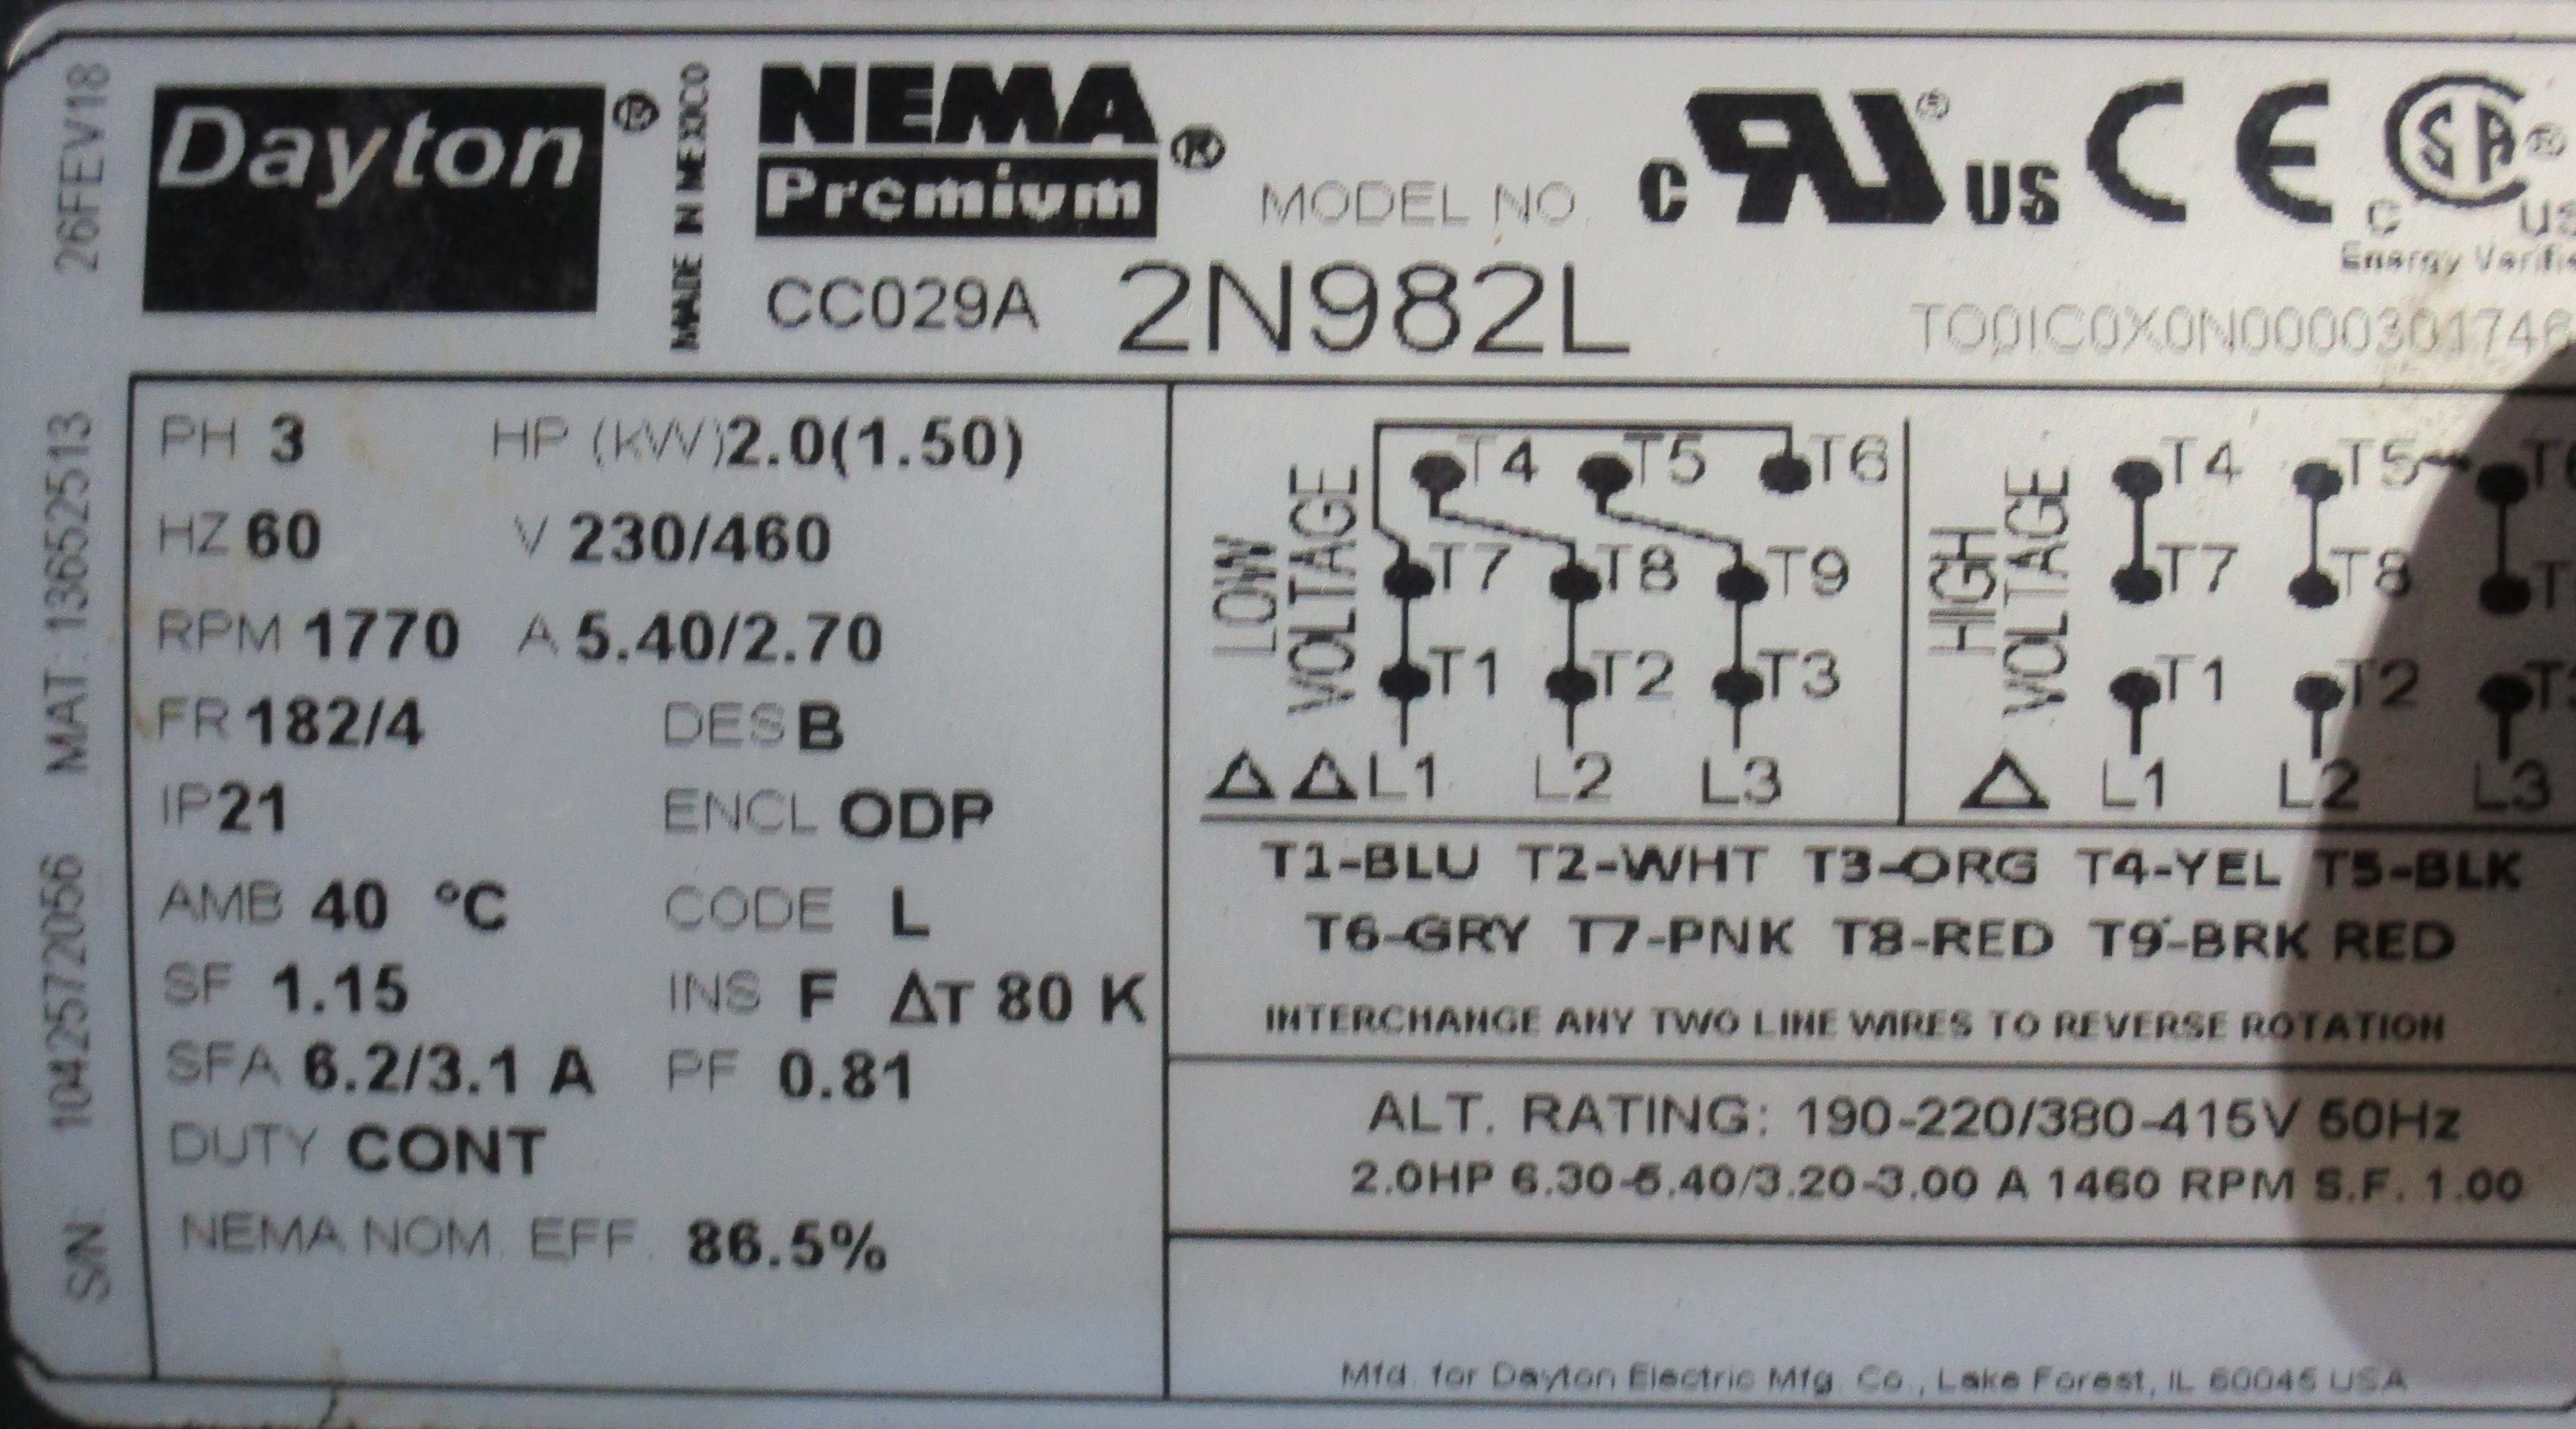 Dayton®
MADE IN MEXICO
NEMA ®
Premium
MODEL NO.
CC029A 2N982L
C RU ® US CE CSA ®
C US
Energy
T00IC0X0N0000301746
26FEV18
MAT: 13652513
S/N: 1042572056
PH 3 HP (kW) 2.0(1.50)
HZ 60 V 230/460
RPM 1770 A 5.40/2.70
FR 182/4 DES B
IP21 ENCL ODP
AMB 40 °C CODE L
SF 1.15 INS F ΔT 80 K
SFA 6.2/3.1 A PF 0.81
DUTY CONT
NEMA NOM. EFF. 86.5%
LOW VOLTAGE
T4 T5 T6
T7 T8 T9
T1 T2 T3
Δ Δ L1 L2 L3
HIGH VOLTAGE
T4 T5
T7 T8
T1 T2
Δ L1 L2 L3
T1-BLU T2-WHT T3-ORG T4-YEL T5-BLK
T6-GRY T7-PNK T8-RED T9-BRK RED
INTERCHANGE ANY TWO LINE WIRES TO REVERSE ROTATION
ALT. RATING: 190-220/380-415V 50Hz
2.0HP 6.30-5.40/3.20-3.00 A 1460 RPM S.F. 1.00
Mfd. for Dayton Electric Mfg. Co., Lake Forest, IL 60045 USA